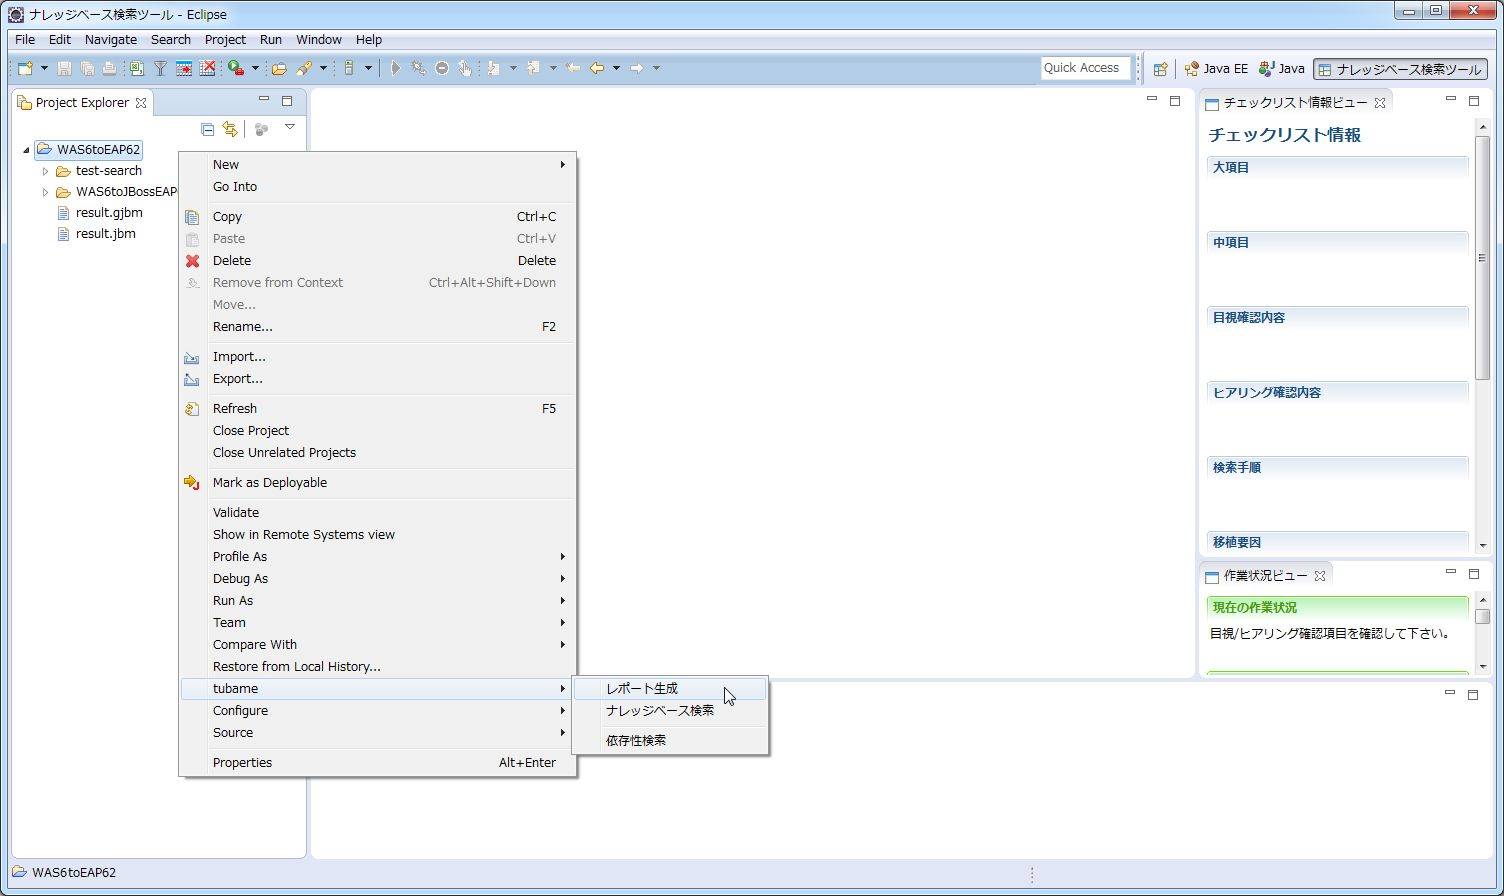 ナレッジベース検索ツール - Eclipse
File Edit Navigate Search Project Run Window Help
Quick Access
Java EE
Java
ナレッジベース検索ツール
Project Explorer
WAS6toEAP62
test-search
WAS6toJBossEAP
result.gjbm
result.jbm
New
Go Into
Copy Ctrl+C
Paste Ctrl+V
Delete Delete
Remove from Context Ctrl+Alt+Shift+Down
Move...
Rename... F2
Import...
Export...
Refresh F5
Close Project
Close Unrelated Projects
Mark as Deployable
Validate
Show in Remote Systems view
Profile As
Debug As
Run As
Team
Compare With
Restore from Local History...
tubame
Configure
Source
Properties Alt+Enter
レポート生成
ナレッジベース検索
依存性検索
チェックリスト情報ビュー
チェックリスト情報
大項目
中項目
目視確認内容
ヒアリング確認内容
検索手順
移植要因
作業状況ビュー
現在の作業状況
目視/ヒアリング確認項目を確認して下さい。
WAS6toEAP62